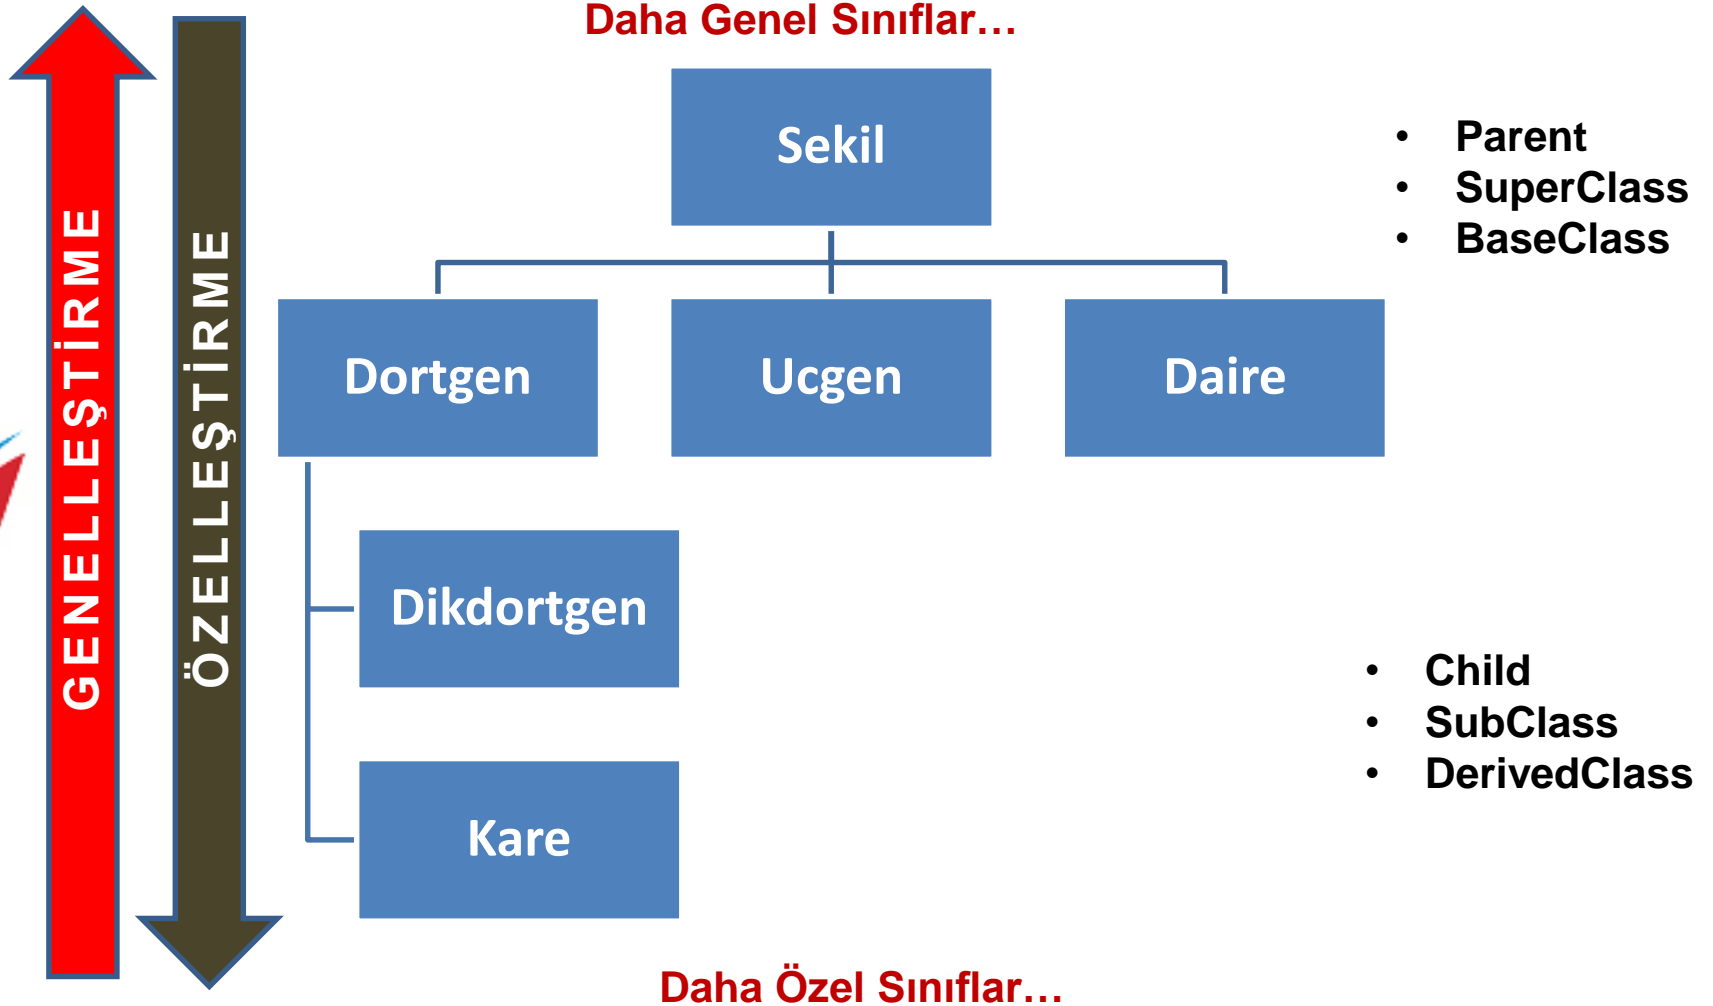 Daha Genel Sınıflar…
GENELLEŞTİRME
ÖZELLEŞTİRME
Sekil
• Parent
• SuperClass
• BaseClass
Dortgen
Ucgen
Daire
Dikdortgen
Kare
• Child
• SubClass
• DerivedClass
Daha Özel Sınıflar…